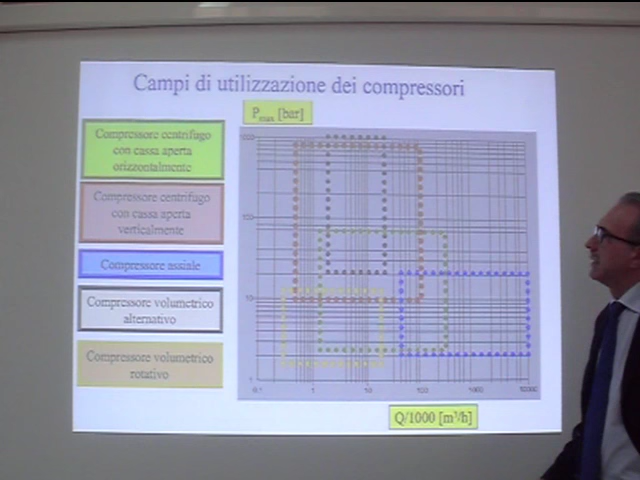 Campi di utilizzazione dei compressori
P max [bar]
Compressore centrifugo
con cassa aperta
orizzontalmente
Compressore centrifugo
con cassa aperta
verticalmente
Compressore assiale
Compressore volumetrico
alternativo
Compressore volumetrico
rotativo
1000
100
10
1
0.1 1 10 100 1000 10000
Q/1000 [m³/h]